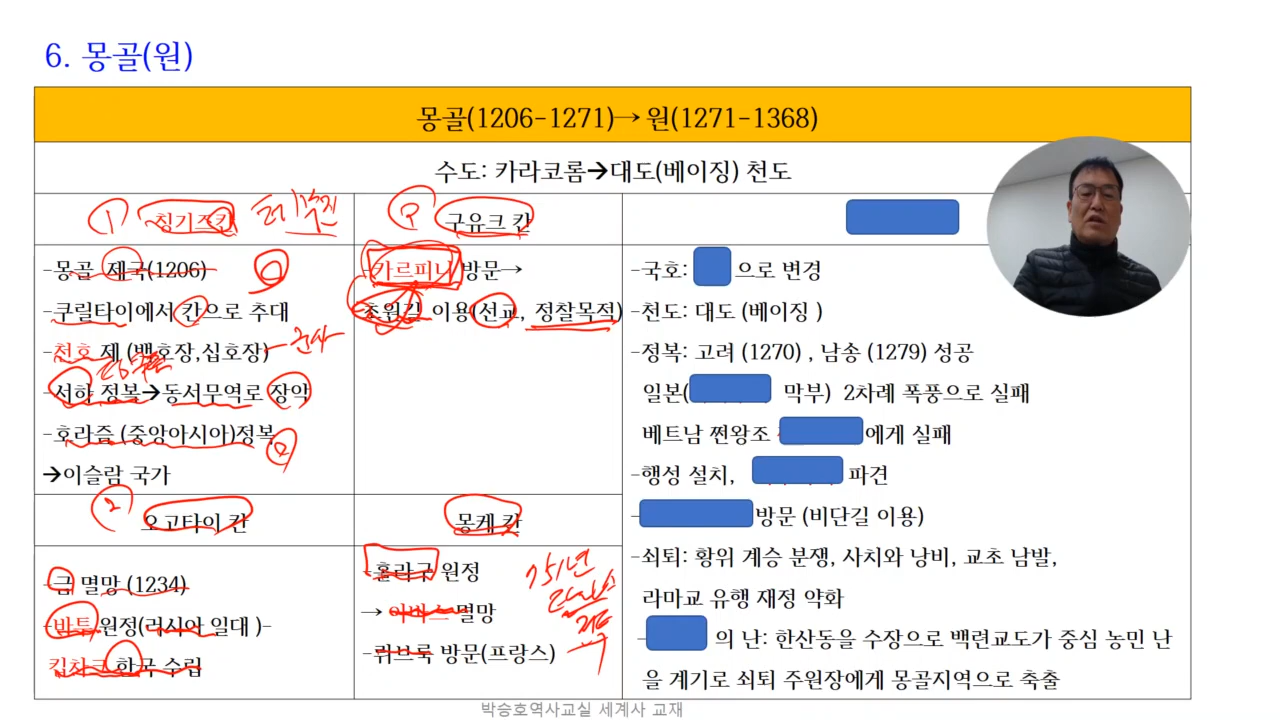 6. 몽골(원)
몽골(1206-1271)→원(1271-1368)
수도: 카라코롬→대도(베이징) 천도
① 칭기즈칸 테무진
-몽골 제국(1206)
쿠릴타이에서 칸으로 추대
-천호 제 (백호장,십호장) - 군사
-서하 정복→동서무역로 장악
-호라즘 (중앙아시아)정복
→이슬람 국가
② 오고타이 칸
-금 멸망 (1234)
-바투 원정(러시아 일대 )-
킵차크 한국 수립
구유크 칸
-카르피니 방문→
초원길 이용(선교, 정찰목적)
몽케 칸
-훌라구 원정
→ 아바스 멸망
-뤼브룩 방문(프랑스)
751년
-국호: 으로 변경
-천도: 대도 (베이징 )
-정복: 고려 (1270) , 남송 (1279) 성공
일본( 막부) 2차례 폭풍으로 실패
베트남 쩐왕조 에게 실패
-행성 설치, 파견
- 방문 (비단길 이용)
-쇠퇴: 황위 계승 분쟁, 사치와 낭비, 교초 남발,
라마교 유행 재정 약화
- 의 난: 한산동을 수장으로 백련교도가 중심 농민 난
을 계기로 쇠퇴 주원장에게 몽골지역으로 축출
박승호역사교실 세계사 교재